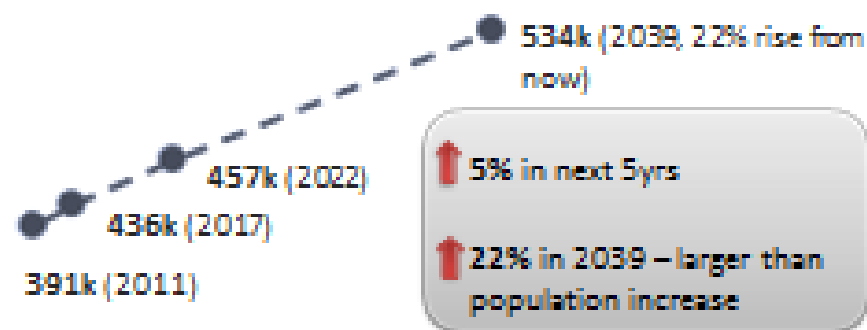 534k (2039, 22% rise from
now)
457k (2022)
436k (2017)
391k (2011)
5% in next 5yrs
22% in 2039 – larger than
population increase